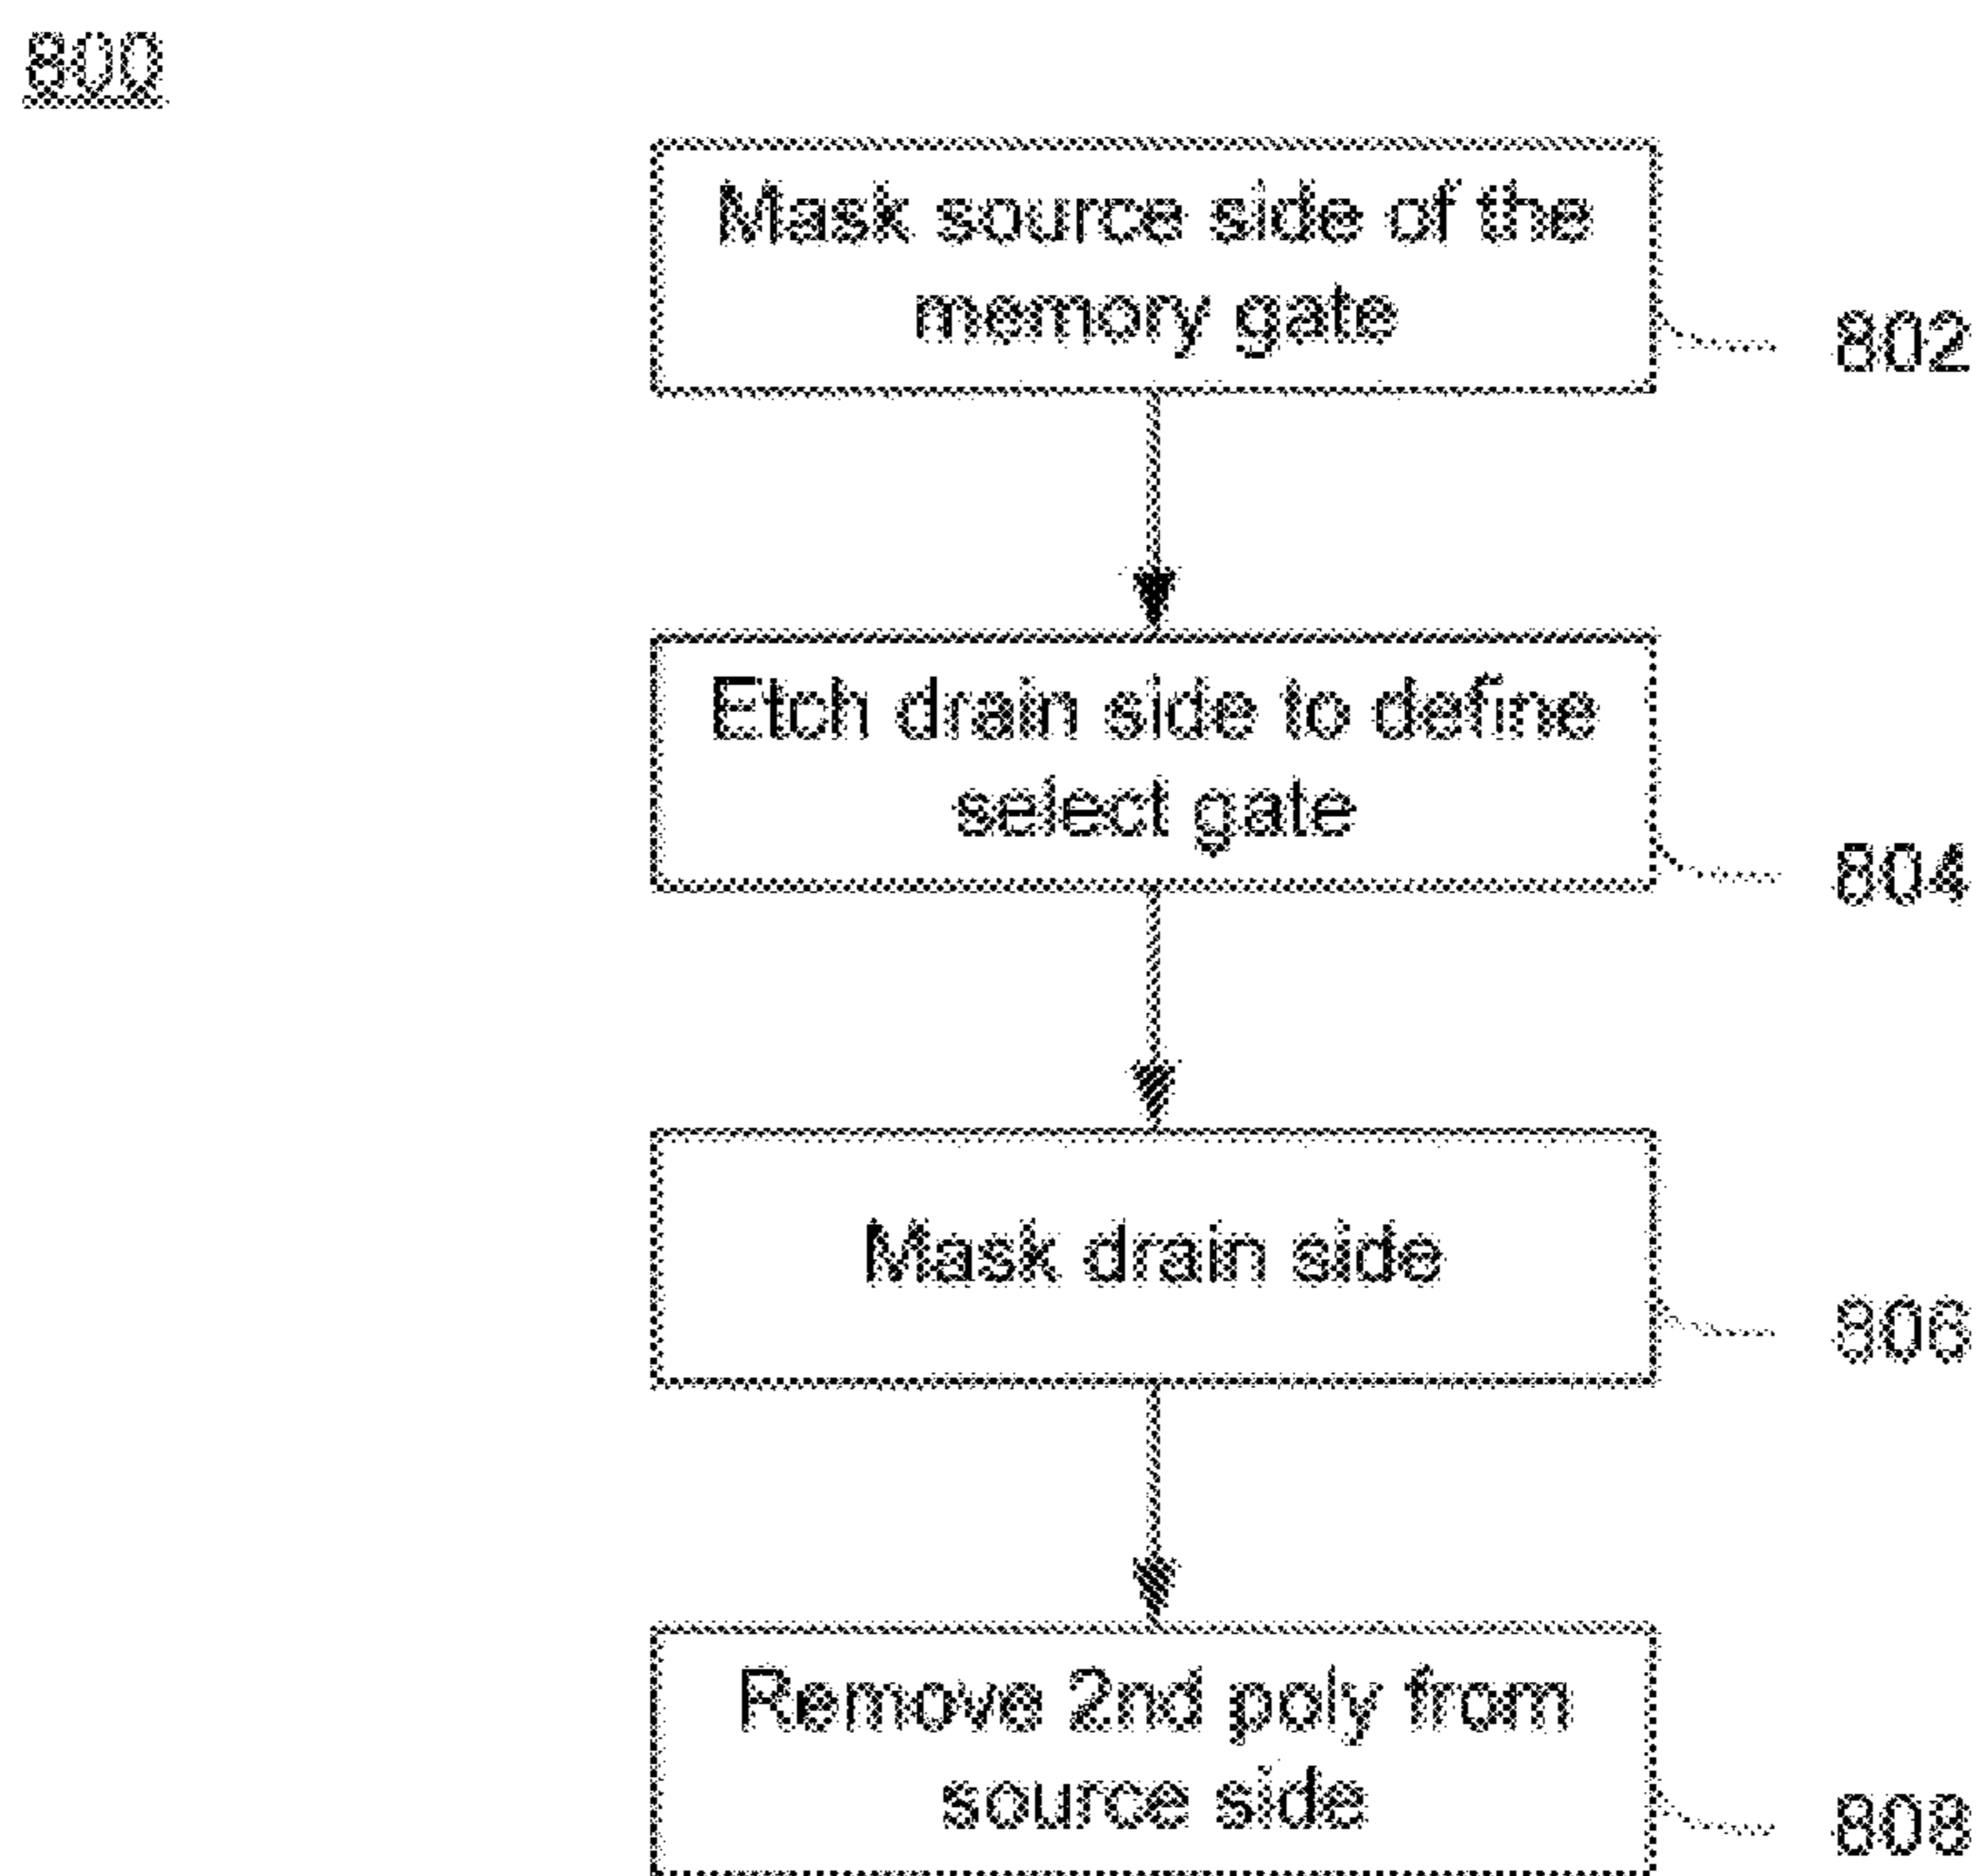 800
Mask source side of the
memory gate
802
Etch drain side to define
select gate
804
Mask drain side
806
Remove 2nd poly from
source side
808